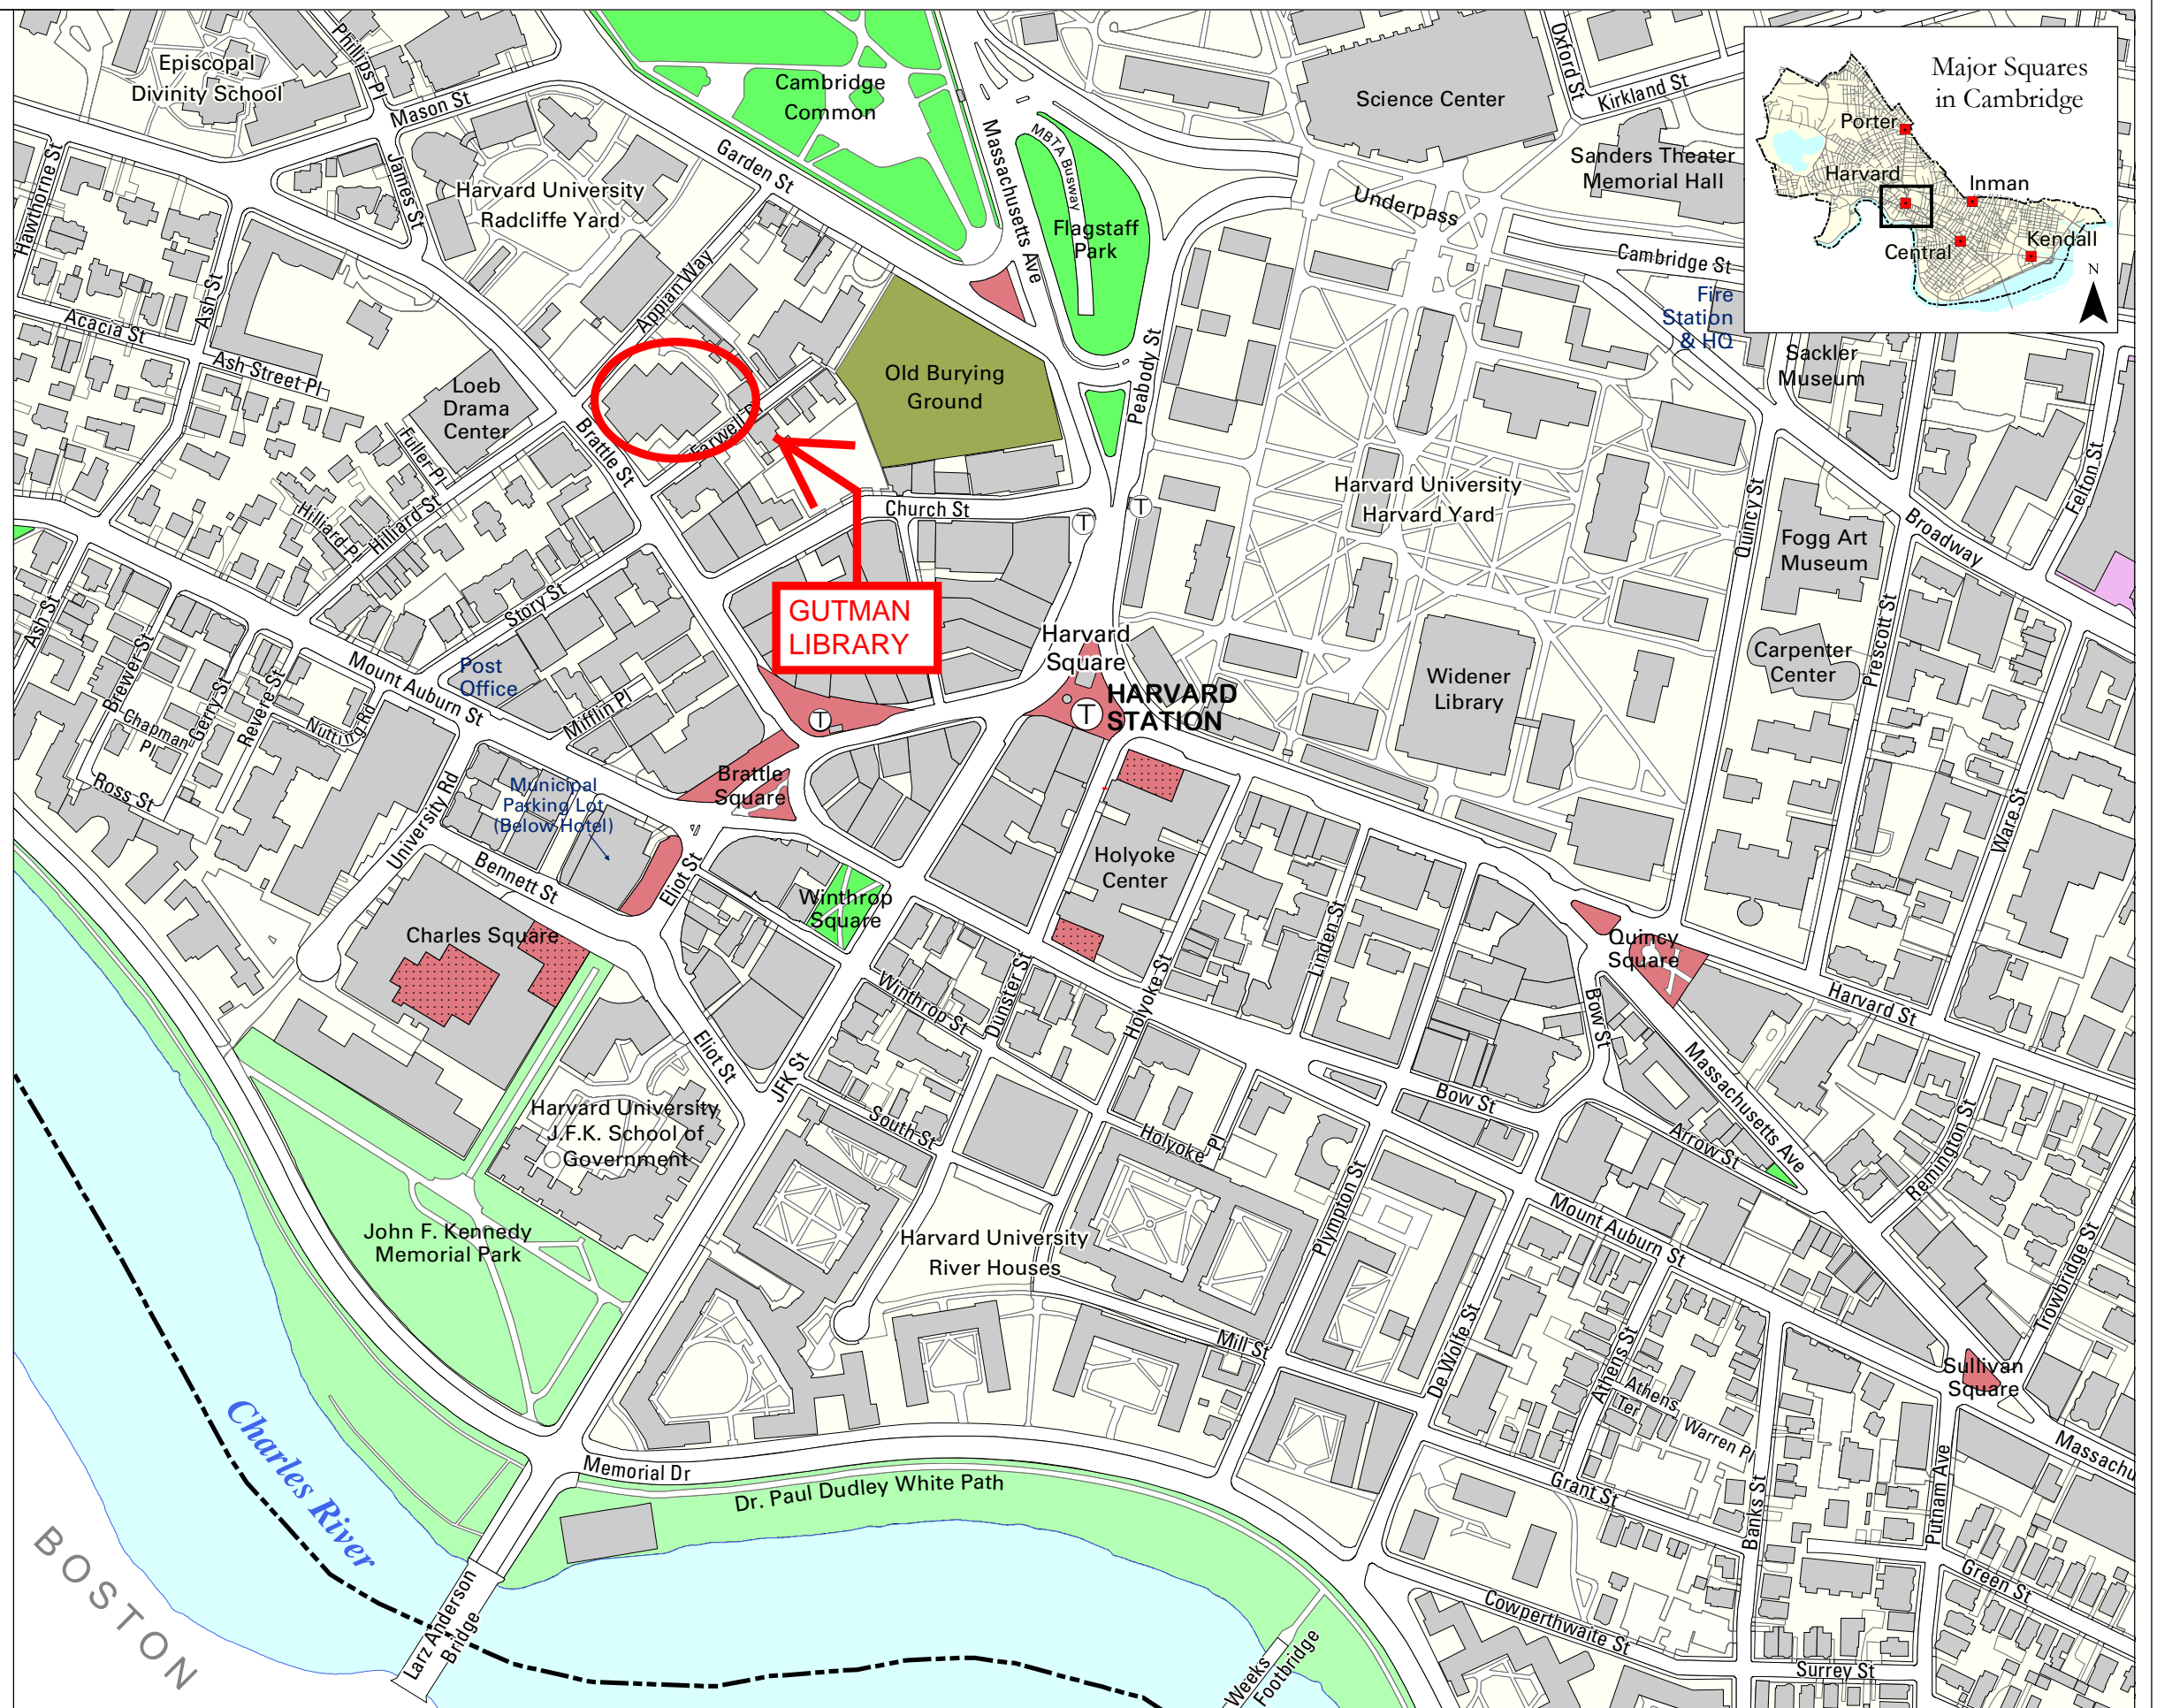 Episcopal
Divinity School
Phillips Pl
Mason St
James St
Hawthorne St
Ash St
Acacia St
Ash Street Pl
Harvard University
Radcliffe Yard
Garden St
Appian Way
Cambridge
Common
Massachusetts Ave
MBTA Busway
Flagstaff
Park
Peabody St
Science Center
Oxford St
Kirkland St
Sanders Theater
Memorial Hall
Underpass
Cambridge St
Fire
Station
& HQ
Major Squares
in Cambridge
Porter
Harvard
Inman
Central
Kendall
N
Sackler
Museum
Loeb
Drama
Center
Brattle St
Farwell Pl
Old Burying
Ground
Church St
T
T
Fuller Pl
Hilliard St
Hilliard Pl
Story St
GUTMAN
LIBRARY
Harvard University
Harvard Yard
Quincy St
Fogg Art
Museum
Broadway
Felton St
Prescott St
Carpenter
Center
Widener
Library
Harvard
Square
HARVARD
STATION
T
T
Post
Office
Mifflin Pl
Mount Auburn St
Ash St
Brewer St
Chapman
Pl
Gerry St
Revere St
Nutting Rd
Ross St
University Rd
Municipal
Parking Lot
(Below Hotel)
Brattle
Square
Bennett St
Eliot St
Charles Square
Winthrop
Square
Holyoke
Center
Ware St
Quincy
Square
Harvard St
Linden St
Holyoke St
Dunster St
Winthrop St
Eliot St
JFK St
South St
Holyoke Pl
Bow St
Bow St
Arrow St
Massachusetts Ave
Remington St
Trowbridge St
Harvard University
J.F.K. School of
Government
John F. Kennedy
Memorial Park
Harvard University
River Houses
Plympton St
Mount Auburn St
Mill St
De Wolfe St
Athens St
Athens
Ter
Warren Pl
Sullivan
Square
Massachu
Putnam Ave
Banks St
Grant St
Green St
Cowperthwaite St
Surrey St
Memorial Dr
Dr. Paul Dudley White Path
Charles River
BOSTON
Larz Anderson
Bridge
Weeks
Footbridge